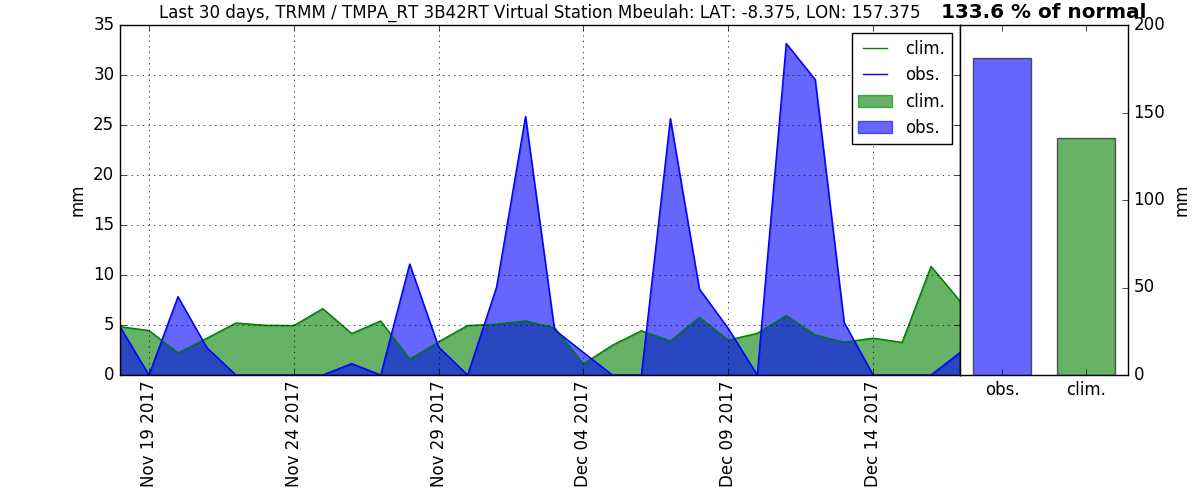 Last 30 days, TRMM / TMPA_RT 3B42RT Virtual Station Mbeulah: LAT: -8.375, LON: 157.375
133.6 % of normal
35
30
25
20
15
10
5
0
mm
clim.
obs.
clim.
obs.
200
150
100
50
0
mm
obs.
clim.
Nov 19 2017
Nov 24 2017
Nov 29 2017
Dec 04 2017
Dec 09 2017
Dec 14 2017